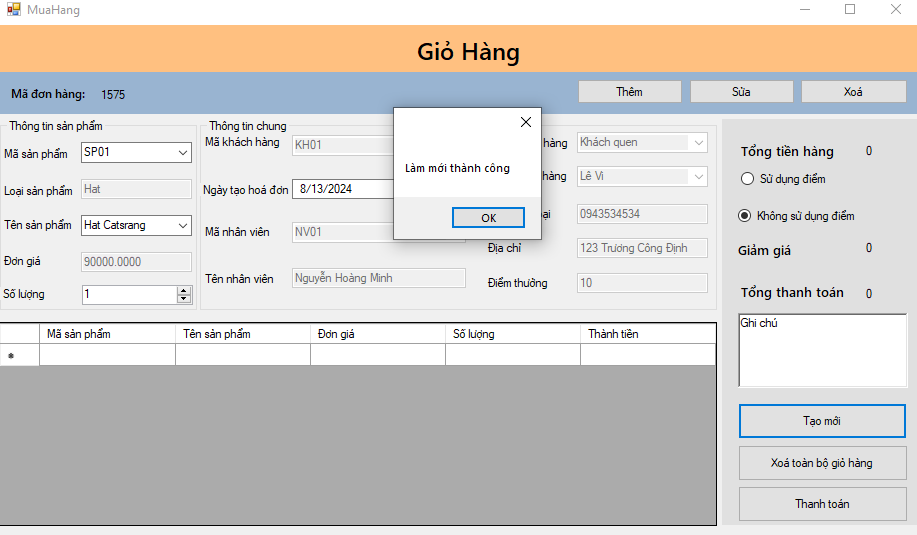 MuaHang
Giỏ Hàng
Mã đơn hàng: 1575
Thêm
Sửa
Xoá
Thông tin sản phẩm
Mã sản phẩm SP01
Loại sản phẩm Hat
Tên sản phẩm Hat Catsrang
Đơn giá 90000.0000
Số lượng 1
Thông tin chung
Mã khách hàng KH01
Ngày tạo hoá đơn 8/13/2024
Mã nhân viên NV01
Tên nhân viên Nguyễn Hoàng Minh
hàng Khách quen
hàng Lê Vi
ại 0943534534
Địa chỉ 123 Trương Công Định
Điểm thưởng 10
Làm mới thành công
OK
Tổng tiền hàng 0
Sử dụng điểm
Không sử dụng điểm
Giảm giá 0
Tổng thanh toán 0
Ghi chú
Tạo mới
Xoá toàn bộ giỏ hàng
Thanh toán
Mã sản phẩm Tên sản phẩm Đơn giá Số lượng Thành tiền